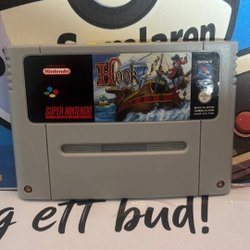 Samlaren
Nintendo
Hook
SONY
SUPER NINTENDO
g ett bud!